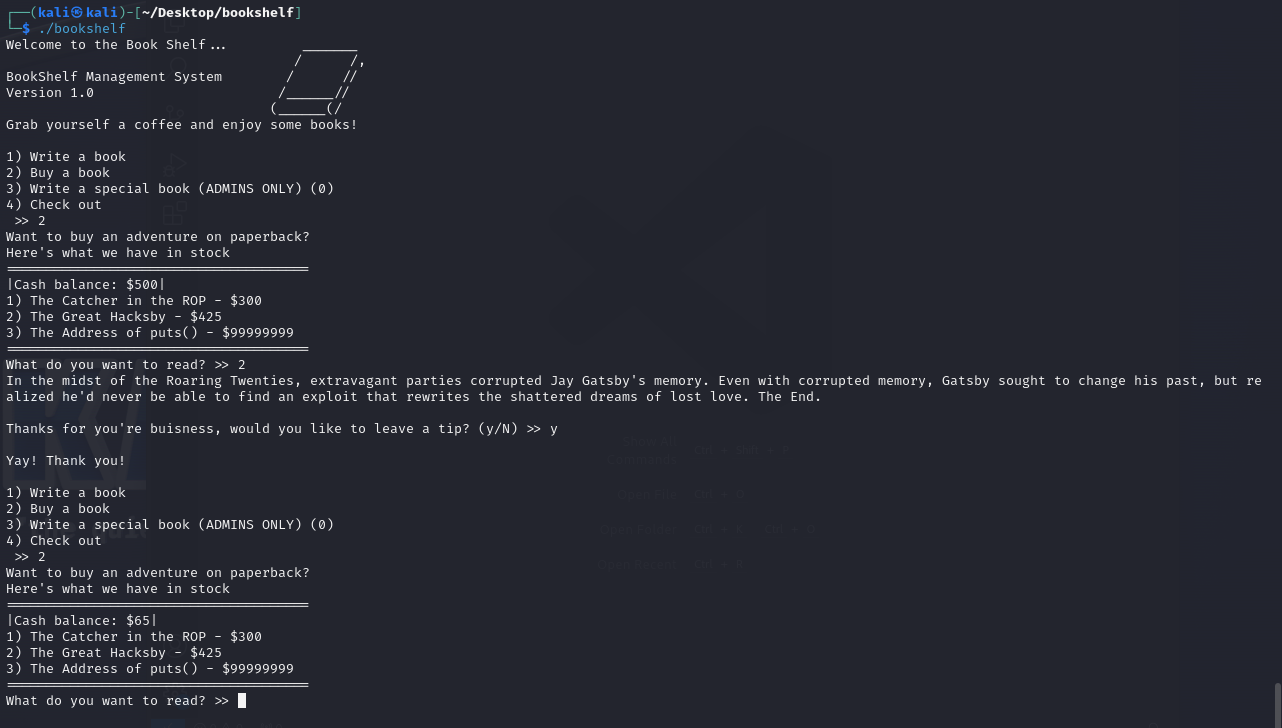 ┌──(kali㉿kali)-[~/Desktop/bookshelf]
└─$ ./bookshelf
Welcome to the Book Shelf...          _______
                                    /      /,
BookShelf Management System        /      //
Version 1.0                       /______//
                                 (______(/
Grab yourself a coffee and enjoy some books!

1) Write a book
2) Buy a book
3) Write a special book (ADMINS ONLY) (0)
4) Check out
 >> 2
Want to buy an adventure on paperback?
Here's what we have in stock
======================================
|Cash balance: $500|
1) The Catcher in the ROP - $300
2) The Great Hacksby - $425
3) The Address of puts() - $99999999
======================================
What do you want to read? >> 2
In the midst of the Roaring Twenties, extravagant parties corrupted Jay Gatsby's memory. Even with corrupted memory, Gatsby sought to change his past, but re
alized he'd never be able to find an exploit that rewrites the shattered dreams of lost love. The End.

Thanks for you're buisness, would you like to leave a tip? (y/N) >> y

Yay! Thank you!

1) Write a book
2) Buy a book
3) Write a special book (ADMINS ONLY) (0)
4) Check out
 >> 2
Want to buy an adventure on paperback?
Here's what we have in stock
======================================
|Cash balance: $65|
1) The Catcher in the ROP - $300
2) The Great Hacksby - $425
3) The Address of puts() - $99999999
======================================
What do you want to read? >>